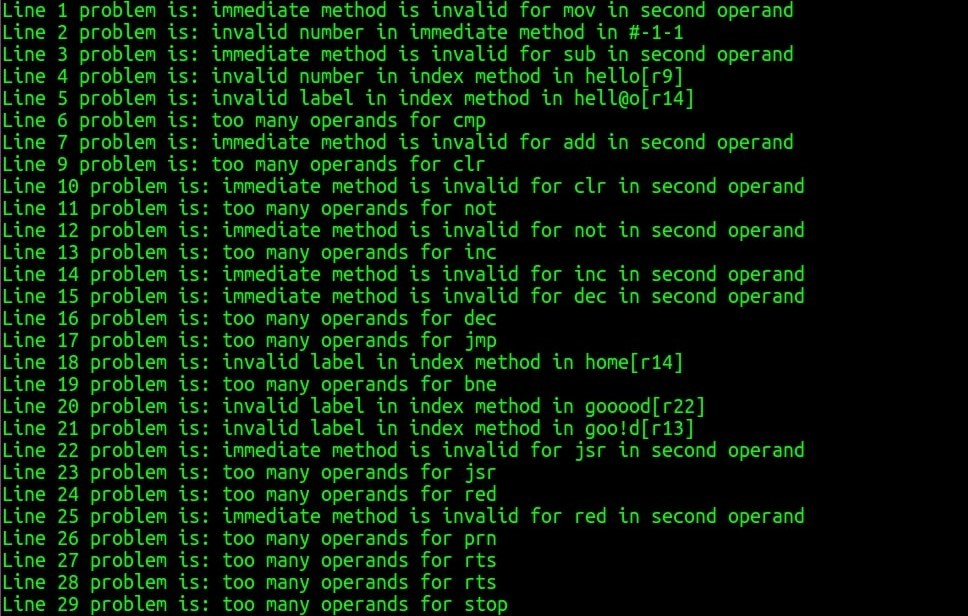 Line 1 problem is: immediate method is invalid for mov in second operand
Line 2 problem is: invalid number in immediate method in #-1-1
Line 3 problem is: immediate method is invalid for sub in second operand
Line 4 problem is: invalid number in index method in hello[r9]
Line 5 problem is: invalid label in index method in hell@o[r14]
Line 6 problem is: too many operands for cmp
Line 7 problem is: immediate method is invalid for add in second operand
Line 9 problem is: too many operands for clr
Line 10 problem is: immediate method is invalid for clr in second operand
Line 11 problem is: too many operands for not
Line 12 problem is: immediate method is invalid for not in second operand
Line 13 problem is: too many operands for inc
Line 14 problem is: immediate method is invalid for inc in second operand
Line 15 problem is: immediate method is invalid for dec in second operand
Line 16 problem is: too many operands for dec
Line 17 problem is: too many operands for jmp
Line 18 problem is: invalid label in index method in home[r14]
Line 19 problem is: too many operands for bne
Line 20 problem is: invalid label in index method in gooood[r22]
Line 21 problem is: invalid label in index method in goo!d[r13]
Line 22 problem is: immediate method is invalid for jsr in second operand
Line 23 problem is: too many operands for jsr
Line 24 problem is: too many operands for red
Line 25 problem is: immediate method is invalid for red in second operand
Line 26 problem is: too many operands for prn
Line 27 problem is: too many operands for rts
Line 28 problem is: too many operands for rts
Line 29 problem is: too many operands for stop